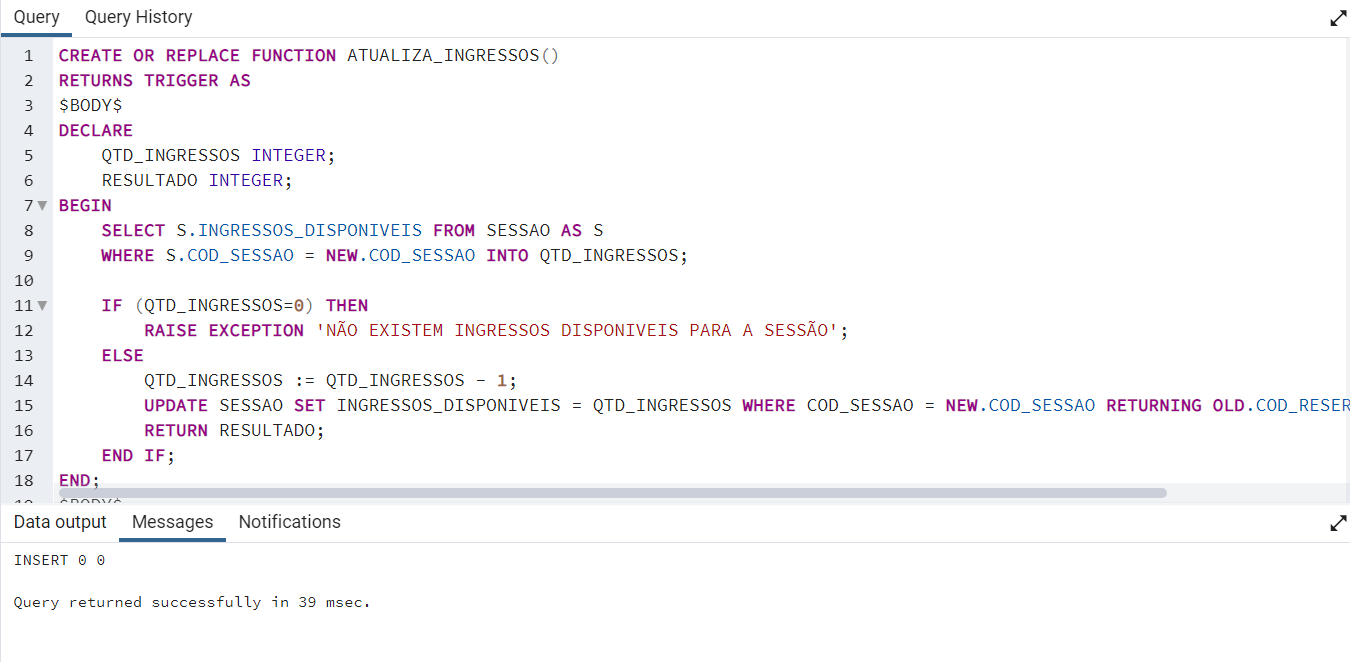 Query Query History
1 CREATE OR REPLACE FUNCTION ATUALIZA_INGRESSOS()
2 RETURNS TRIGGER AS
3 $BODY$
4 DECLARE
5 QTD_INGRESSOS INTEGER;
6 RESULTADO INTEGER;
7 BEGIN
8 SELECT S.INGRESSOS_DISPONIVEIS FROM SESSAO AS S
9 WHERE S.COD_SESSAO = NEW.COD_SESSAO INTO QTD_INGRESSOS;
10
11 IF (QTD_INGRESSOS=0) THEN
12 RAISE EXCEPTION 'NÃO EXISTEM INGRESSOS DISPONIVEIS PARA A SESSÃO';
13 ELSE
14 QTD_INGRESSOS := QTD_INGRESSOS - 1;
15 UPDATE SESSAO SET INGRESSOS_DISPONIVEIS = QTD_INGRESSOS WHERE COD_SESSAO = NEW.COD_SESSAO RETURNING OLD.COD_RESER
16 RETURN RESULTADO;
17 END IF;
18 END;
Data output Messages Notifications
INSERT 0 0
Query returned successfully in 39 msec.